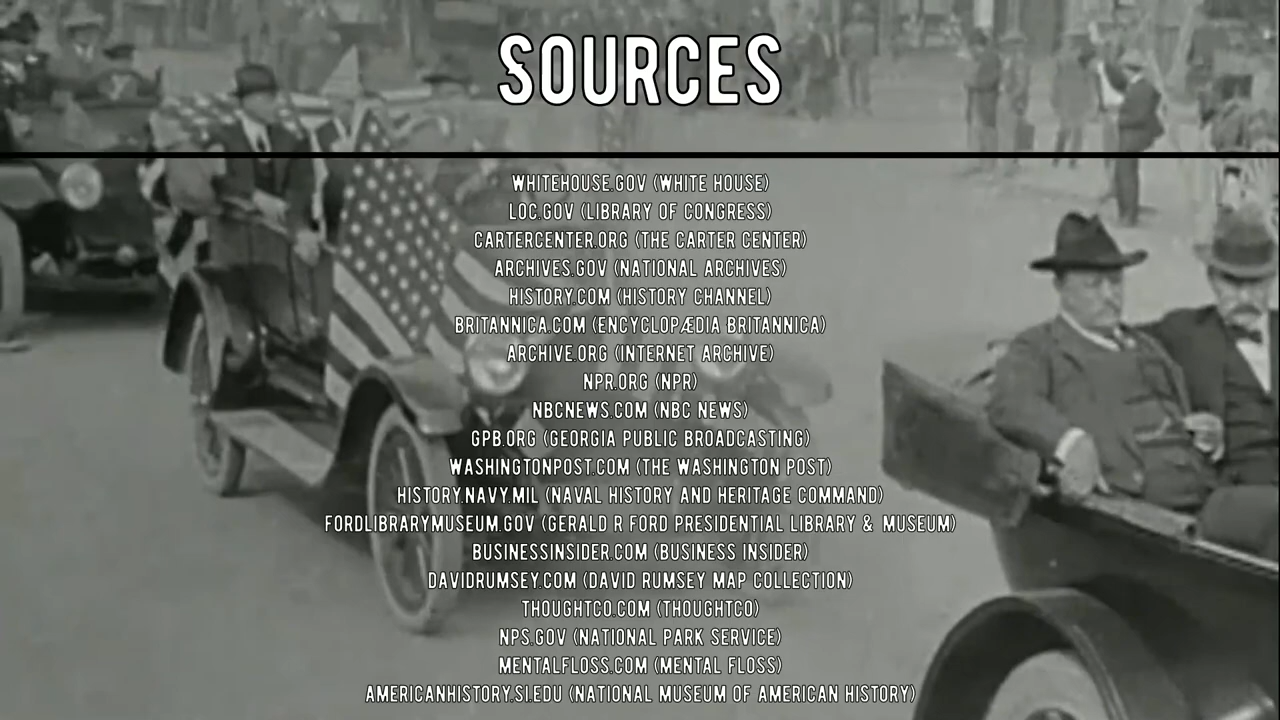 SOURCES
WHITEHOUSE.GOV (WHITE HOUSE)
LOC.GOV (LIBRARY OF CONGRESS)
CARTERCENTER.ORG (THE CARTER CENTER)
ARCHIVES.GOV (NATIONAL ARCHIVES)
HISTORY.COM (HISTORY CHANNEL)
BRITANNICA.COM (ENCYCLOPÆDIA BRITANNICA)
ARCHIVE.ORG (INTERNET ARCHIVE)
NPR.ORG (NPR)
NBCNEWS.COM (NBC NEWS)
GPB.ORG (GEORGIA PUBLIC BROADCASTING)
WASHINGTONPOST.COM (THE WASHINGTON POST)
HISTORY.NAVY.MIL (NAVAL HISTORY AND HERITAGE COMMAND)
FORDLIBRARYMUSEUM.GOV (GERALD R FORD PRESIDENTIAL LIBRARY & MUSEUM)
BUSINESSINSIDER.COM (BUSINESS INSIDER)
DAVIDRUMSEY.COM (DAVID RUMSEY MAP COLLECTION)
THOUGHTCO.COM (THOUGHTCO)
NPS.GOV (NATIONAL PARK SERVICE)
MENTALFLOSS.COM (MENTAL FLOSS)
AMERICANHISTORY.SI.EDU (NATIONAL MUSEUM OF AMERICAN HISTORY)